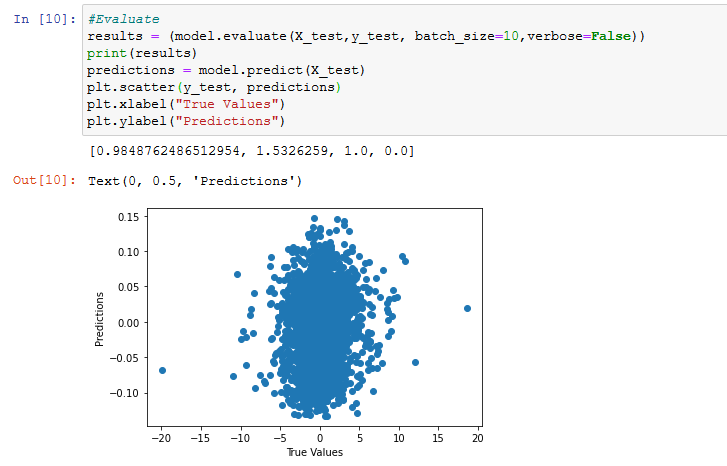 In [10]: #Evaluate
results = (model.evaluate(X_test,y_test, batch_size=10,verbose=False))
print(results)
predictions = model.predict(X_test)
plt.scatter(y_test, predictions)
plt.xlabel("True Values")
plt.ylabel("Predictions")
[0.9848762486512954, 1.5326259, 1.0, 0.0]
Out[10]: Text(0, 0.5, 'Predictions')
0.15
0.10
0.05
0.00
−0.05
−0.10
Predictions
−20 −15 −10 −5 0 5 10 15 20
True Values